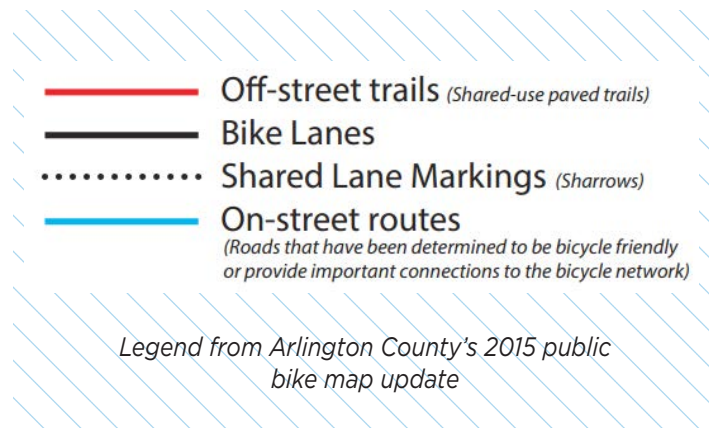 Off-street trails (Shared-use paved trails)
Bike Lanes
Shared Lane Markings (Sharrows)
On-street routes
(Roads that have been determined to be bicycle friendly
or provide important connections to the bicycle network)
Legend from Arlington County’s 2015 public
bike map update